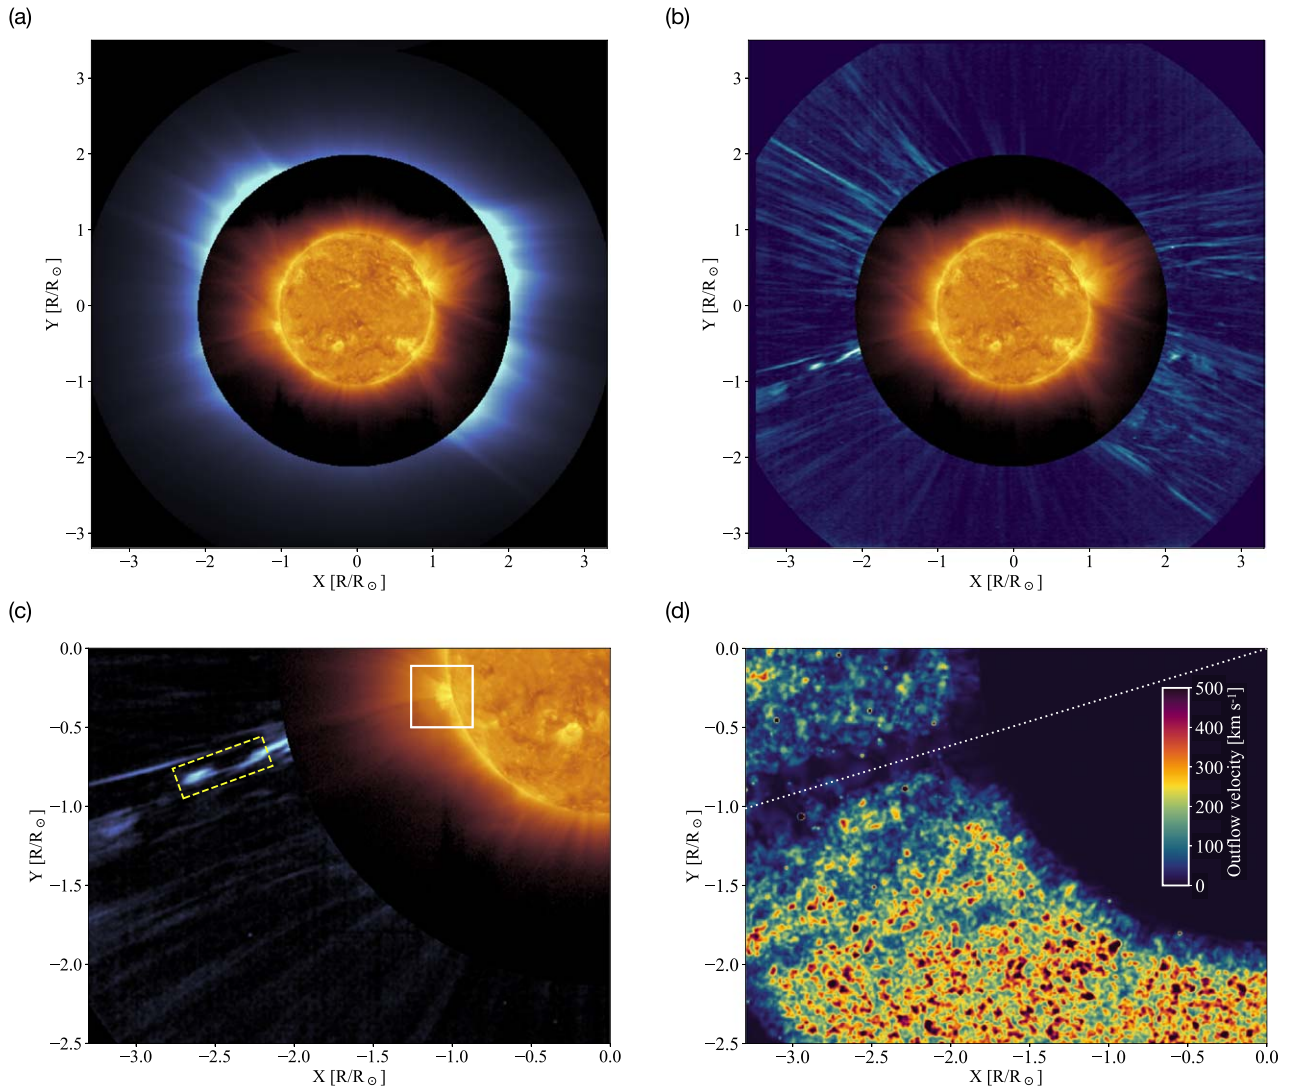 (a)
(b)
3
2
1
0
−1
−2
−3
Y [R/R⊙]
−3 −2 −1 0 1 2 3
X [R/R⊙]
3
2
1
0
−1
−2
−3
Y [R/R⊙]
−3 −2 −1 0 1 2 3
X [R/R⊙]
(c)
(d)
0.0
−0.5
−1.0
−1.5
−2.0
−2.5
Y [R/R⊙]
−3.0 −2.5 −2.0 −1.5 −1.0 −0.5 0.0
X [R/R⊙]
0.0
−0.5
−1.0
−1.5
−2.0
−2.5
Y [R/R⊙]
500
400
300
200
100
0
Outflow velocity [km s⁻¹]
−3.0 −2.5 −2.0 −1.5 −1.0 −0.5 0.0
X [R/R⊙]